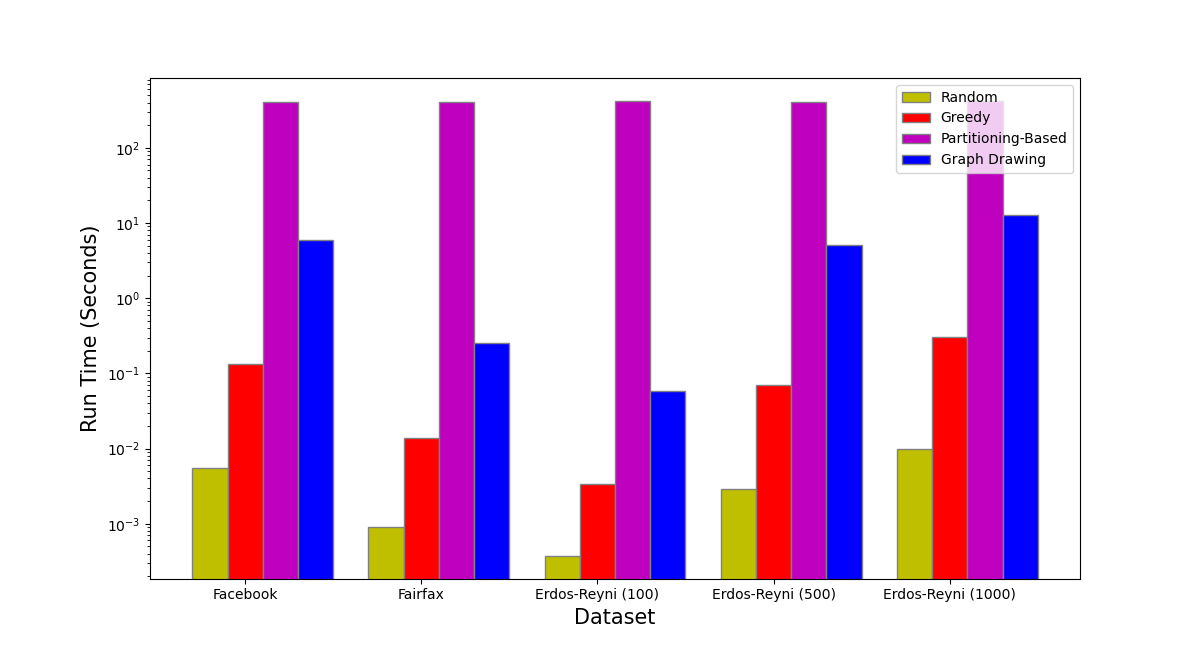 Random
Greedy
Partitioning-Based
Graph Drawing
10²
10¹
10⁰
10⁻¹
10⁻²
10⁻³
Run Time (Seconds)
Facebook Fairfax Erdos-Reyni (100) Erdos-Reyni (500) Erdos-Reyni (1000)
Dataset